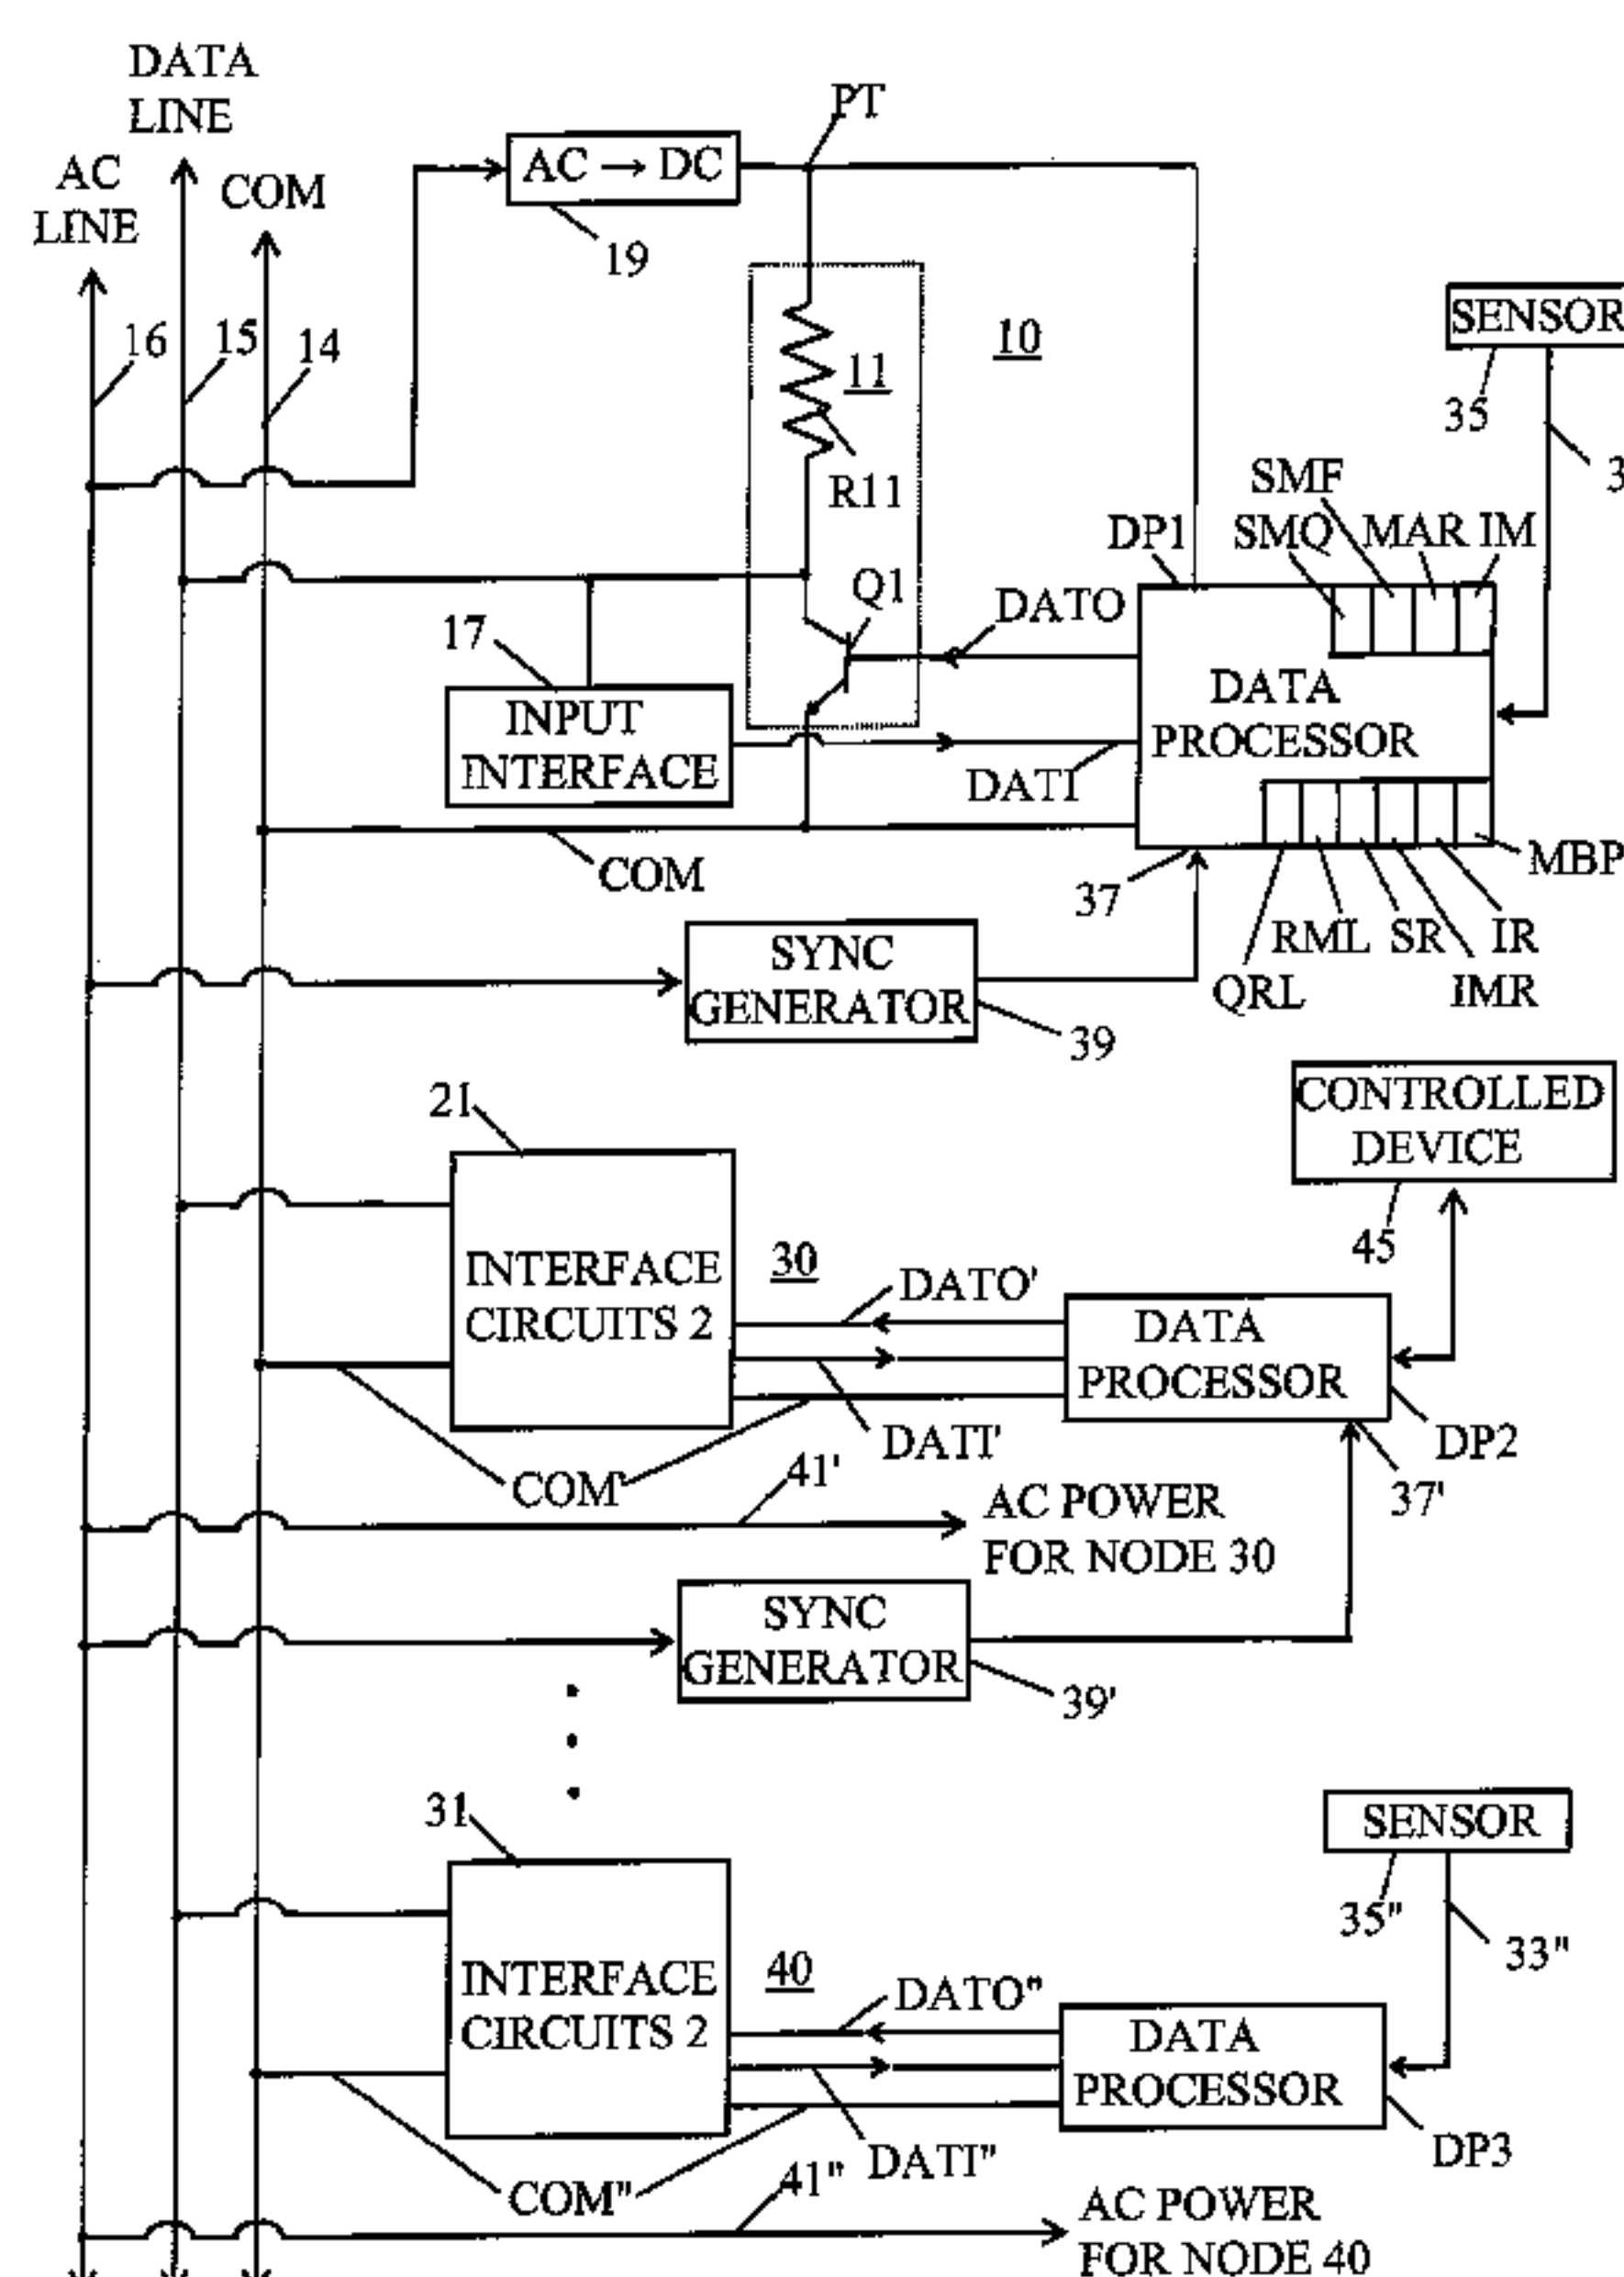 DATA
LINE
PT
AC
LINE
COM
AC → DC
19
16
15
14
10
11
SENSOR
35
R11
SMF
SMQ
MAR
IM
DP1
Q1
DATO
17
INPUT
INTERFACE
DATA
PROCESSOR
DATI
COM
MBP
37
RML
SR
IR
QRL
IMR
SYNC
GENERATOR
39
CONTROLLED
DEVICE
45
21
INTERFACE
CIRCUITS 2
30
DATO'
DATA
PROCESSOR
DATI'
DP2
COM'
41'
37'
AC POWER
FOR NODE 30
SYNC
GENERATOR
39'
31
SENSOR
35"
33"
INTERFACE
CIRCUITS 2
40
DATO"
DATA
PROCESSOR
DATI"
DP3
COM"
41"
AC POWER
FOR NODE 40